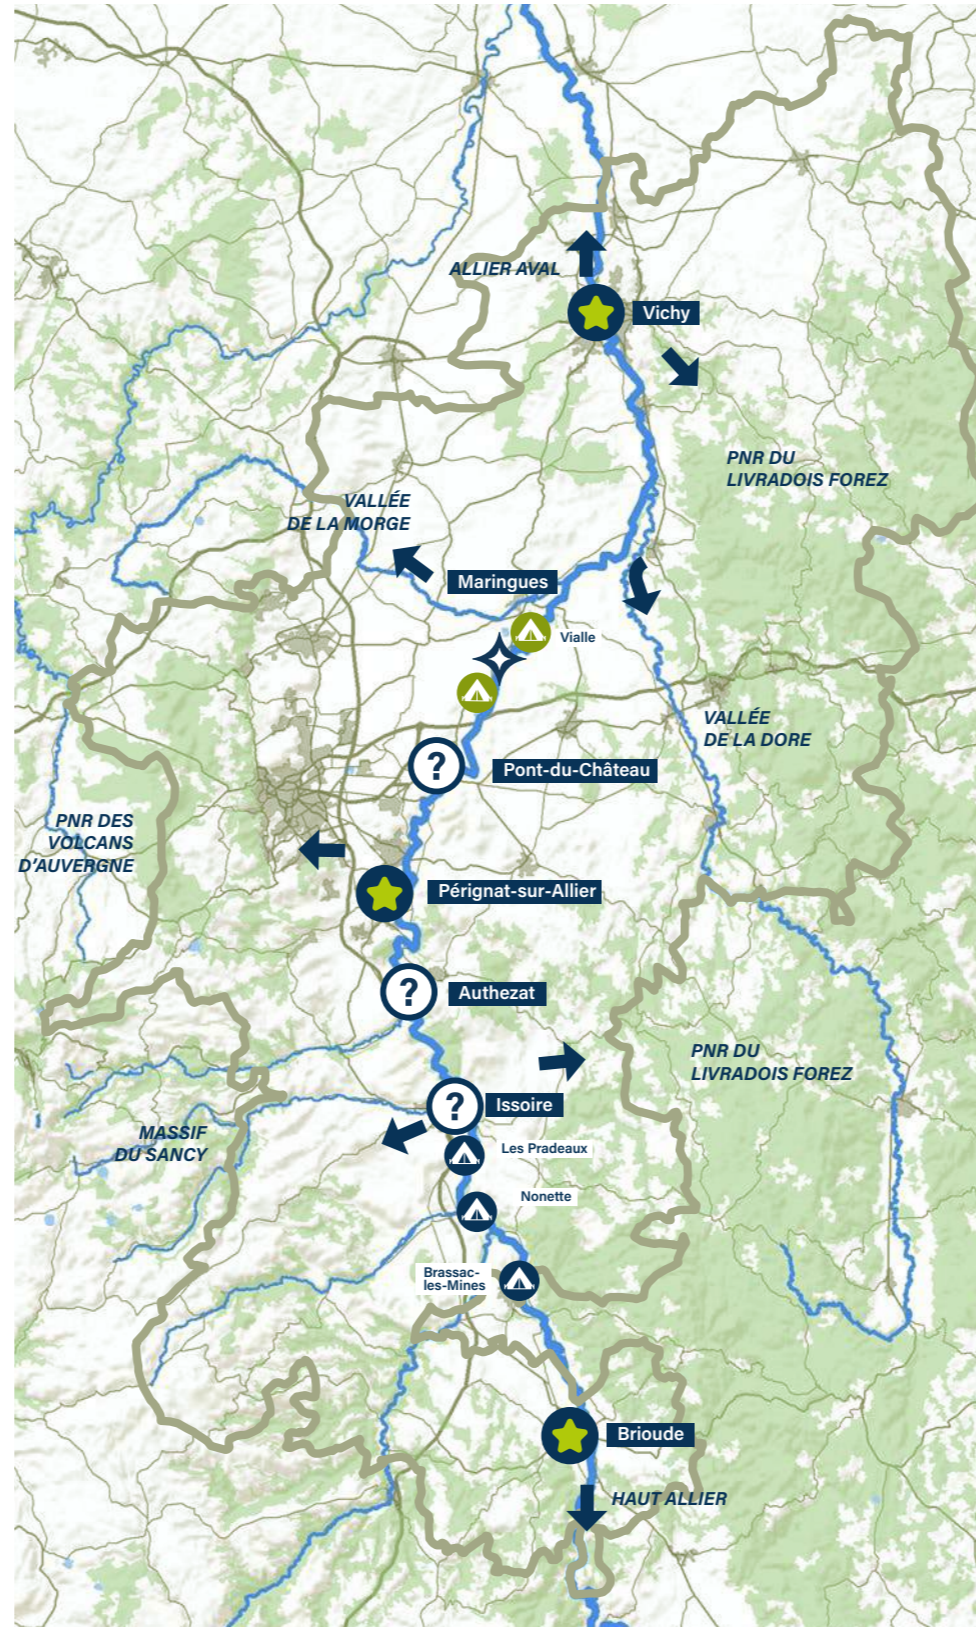 ALLIER AVAL
Vichy
PNR DU
LIVRADOIS FOREZ
VALLÉE
DE LA MORGE
Maringues
Vialle
VALLÉE
DE LA DORE
?
Pont-du-Château
PNR DES
VOLCANS
D'AUVERGNE
Pérignat-sur-Allier
?
Authezat
PNR DU
LIVRADOIS FOREZ
?
Issoire
MASSIF
DU SANCY
Les Pradeaux
Nonette
Brassac-
les-Mines
Brioude
HAUT ALLIER